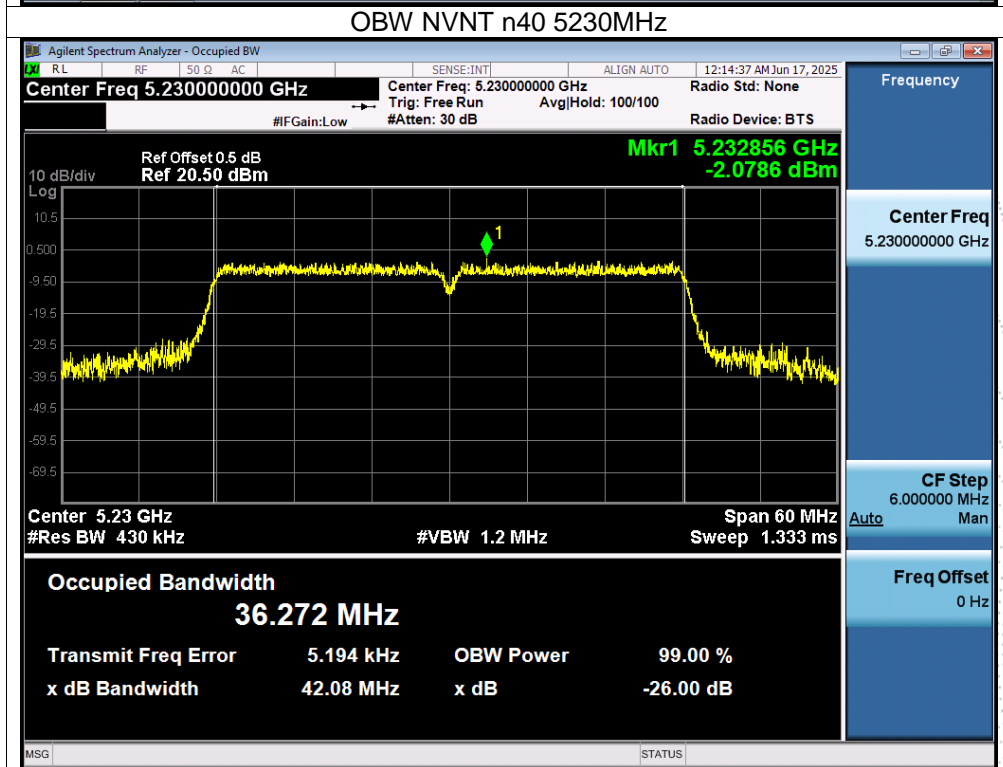 OBW NVNT n40 5230MHz
Agilent Spectrum Analyzer - Occupied BW
LXI RL RF 50 Ω AC SENSE:INT ALIGN AUTO 12:14:37 AM Jun 17, 2025
Center Freq 5.230000000 GHz
Center Freq: 5.230000000 GHz Radio Std: None
Trig: Free Run Avg|Hold: 100/100
#IFGain:Low #Atten: 30 dB Radio Device: BTS
Frequency
Mkr1 5.232856 GHz
-2.0786 dBm
Ref Offset 0.5 dB
10 dB/div Ref 20.50 dBm
Log
10.5
0.500
-9.50
-19.5
-29.5
-39.5
-49.5
-59.5
-69.5
1
Center 5.23 GHz Span 60 MHz
#Res BW 430 kHz #VBW 1.2 MHz Sweep 1.333 ms
Center Freq
5.230000000 GHz
CF Step
6.000000 MHz
Auto Man
Freq Offset
0 Hz
Occupied Bandwidth
36.272 MHz
Transmit Freq Error 5.194 kHz OBW Power 99.00 %
x dB Bandwidth 42.08 MHz x dB -26.00 dB
MSG STATUS